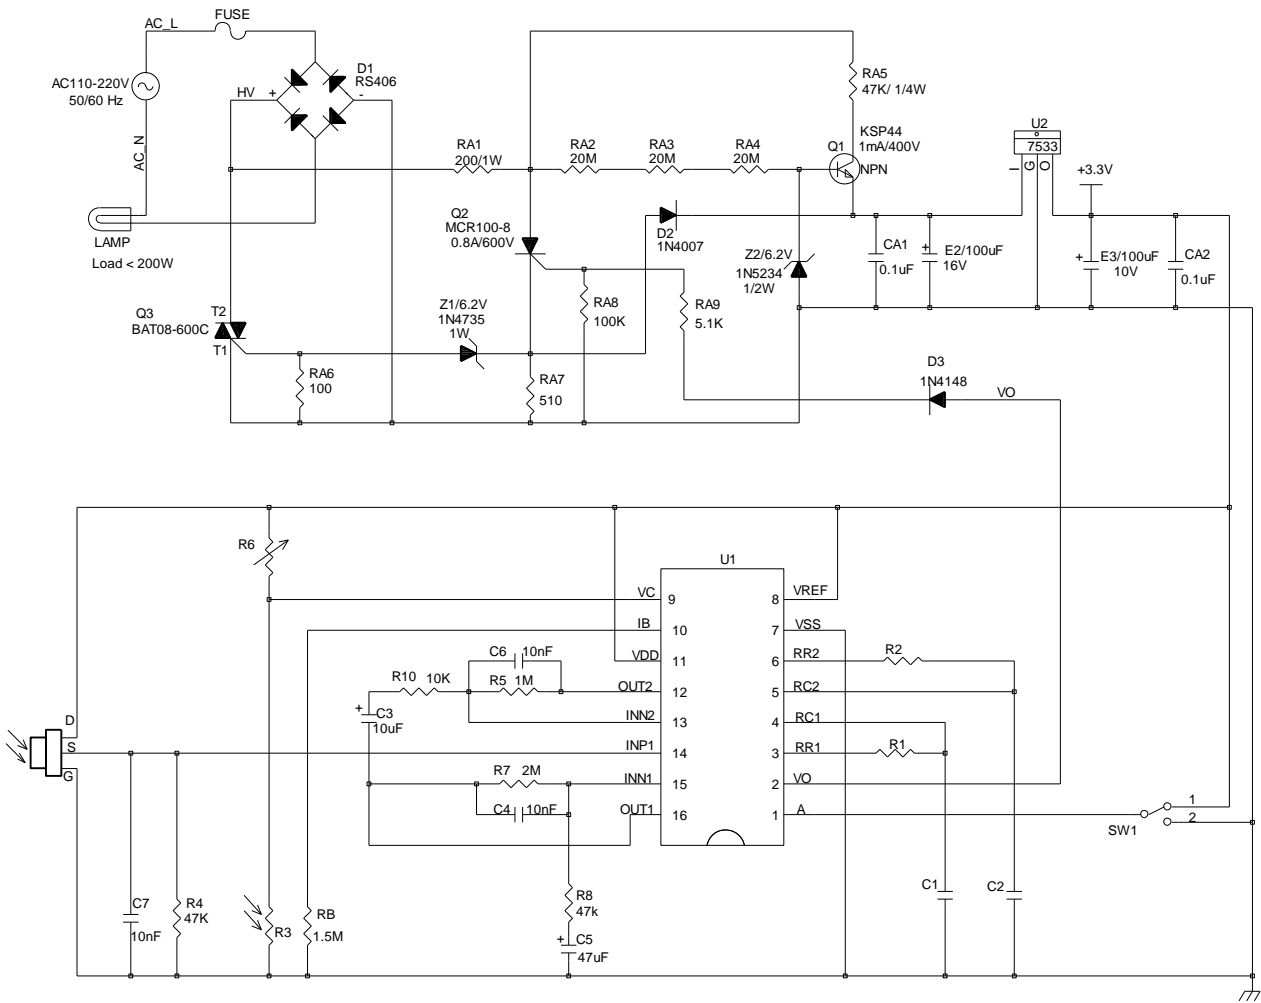 FUSE
AC_L
AC110-220V
50/60 Hz
AC_N
D1
RS406
HV
+
-
LAMP
Load < 200W
RA1
200/1W
RA2
20M
RA3
20M
RA4
20M
RA5
47K/ 1/4W
Q1
KSP44
1mA/400V
NPN
U2
7533
I
G
O
+3.3V
Q2
MCR100-8
0.8A/600V
D2
1N4007
Z2/6.2V
1N5234
1/2W
CA1
0.1uF
+
E2/100uF
16V
+
E3/100uF
10V
CA2
0.1uF
Q3
BAT08-600C
T2
T1
Z1/6.2V
1N4735
1W
RA8
100K
RA9
5.1K
RA6
100
RA7
510
D3
1N4148
VO
R6
U1
VC
9
IB
10
VDD
11
OUT2
12
INN2
13
INP1
14
INN1
15
OUT1
16
8
VREF
7
VSS
6
RR2
5
RC2
4
RC1
3
RR1
2
VO
1
A
R2
R1
C6
10nF
R10 10K
R5 1M
+
C3
10uF
R7 2M
C4
10nF
D
S
G
SW1
1
2
C7
10nF
R4
47K
R3
RB
1.5M
R8
47k
+
C5
47uF
C1
C2